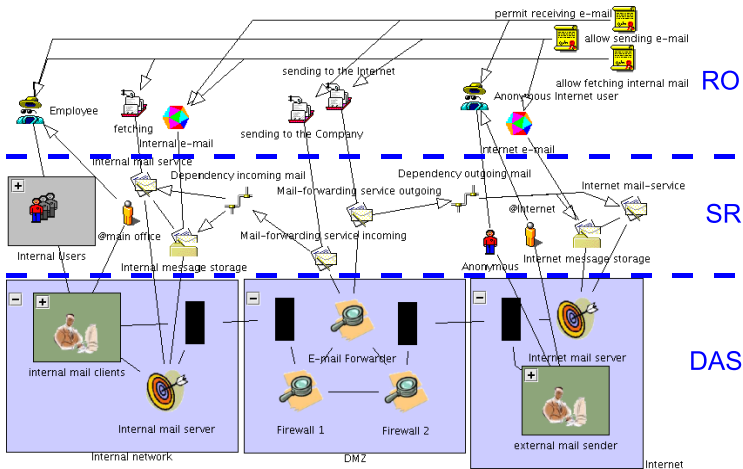 permit receiving e-mail
allow sending e-mail
sending to the Internet
allow fetching internal mail
RO
Employee
Anonymous Internet user
fetching
Internal e-mail
sending to the Company
nternet e-mail
Internal mail service
Dependency incoming mail
Dependency outgoing mail
Mail-forwarding service outgoing
Internet mail-service
@Internet
SR
@main office
Mail-forwarding service incoming
Internal Users
Internal message storage
Anonymous
Internet message storage
E-mail Forwarder
Internet mail server
DAS
internal mail clients
Internal mail server
Firewall 1
Firewall 2
external mail sender
Internal network
DMZ
Internet